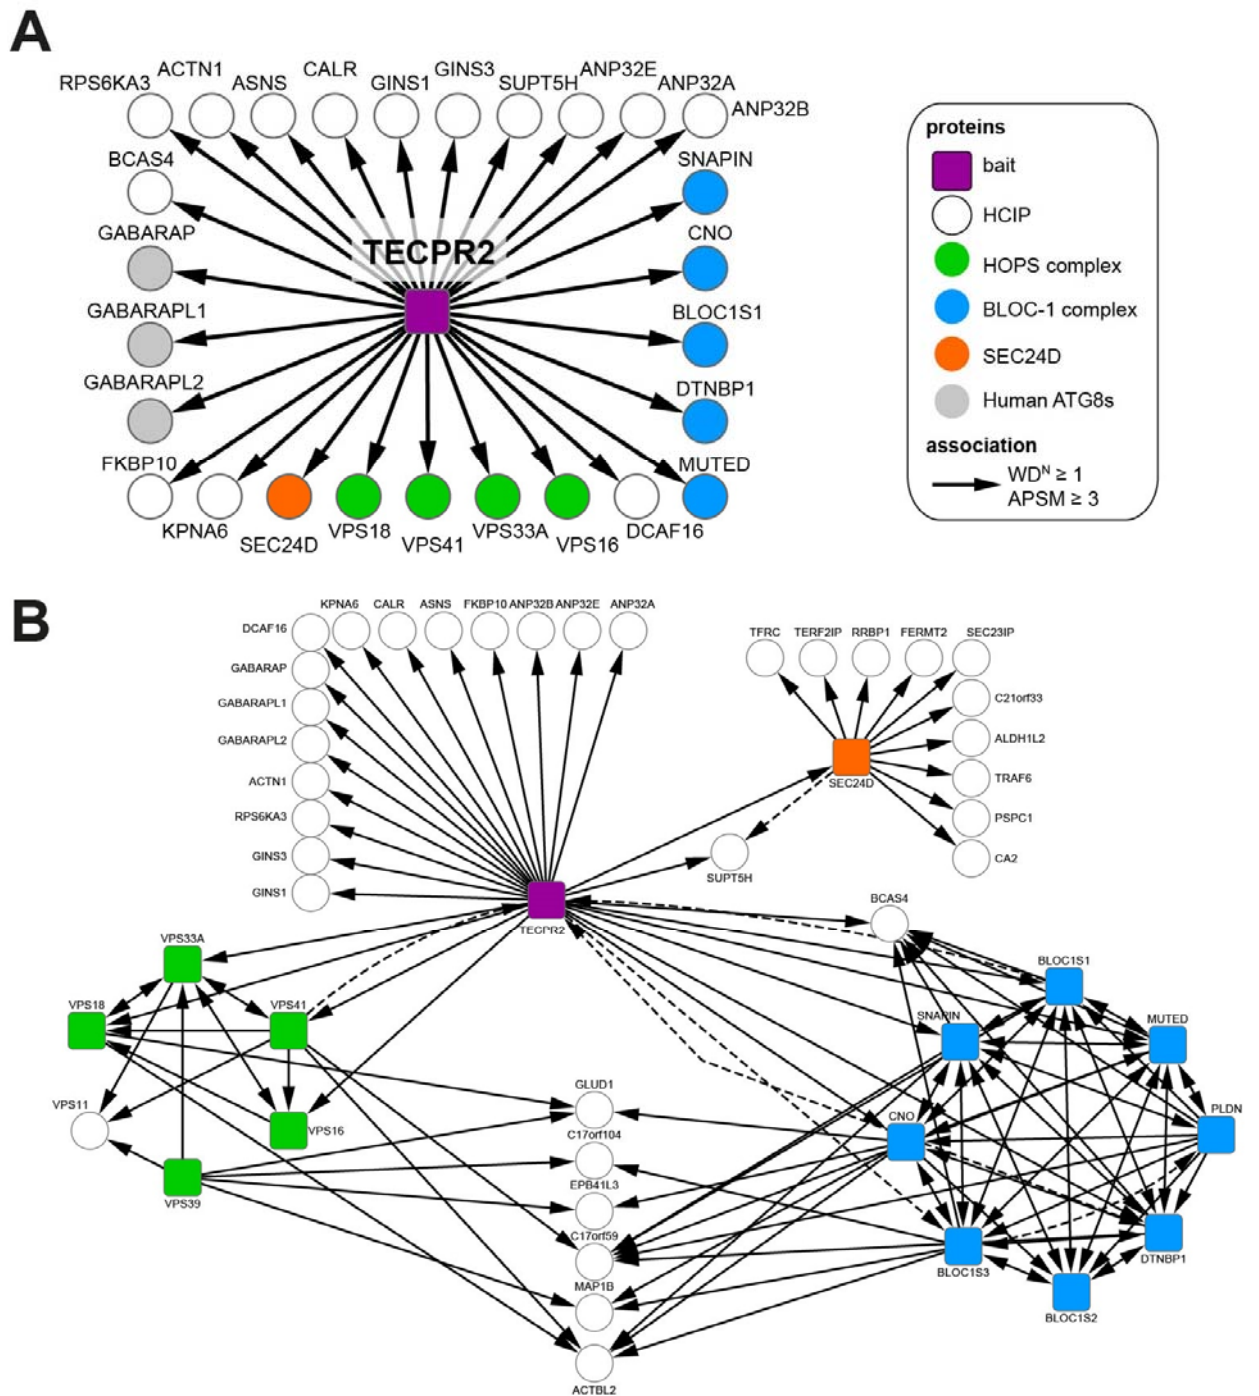 A
RPS6KA3
ACTN1
ASNS
CALR
GINS1
GINS3
SUPT5H
ANP32E
ANP32A
ANP32B
BCAS4
SNAPIN
GABARAP
CNO
TECPR2
GABARAPL1
BLOC1S1
GABARAPL2
DTNBP1
FKBP10
MUTED
KPNA6
SEC24D
VPS18
VPS41
VPS33A
VPS16
DCAF16
proteins
bait
HCIP
HOPS complex
BLOC-1 complex
SEC24D
Human ATG8s
association
WDᴺ ≥ 1
APSM ≥ 3
B
KPNA6
CALR
ASNS
FKBP10
ANP32B
ANP32E
ANP32A
DCAF16
GABARAP
GABARAPL1
GABARAPL2
ACTN1
RPS6KA3
GINS3
GINS1
TECPR2
TFRC
TERF2IP
RRBP1
FERMT2
SEC23IP
C21orf33
ALDH1L2
TRAF6
PSPC1
CA2
SEC24D
SUPT5H
BCAS4
VPS33A
VPS18
VPS41
VPS11
VPS16
VPS39
GLUD1
C17orf104
EPB41L3
C17orf59
MAP1B
ACTBL2
BLOC1S1
SNAPIN
MUTED
CNO
PLDN
BLOC1S3
DTNBP1
BLOC1S2